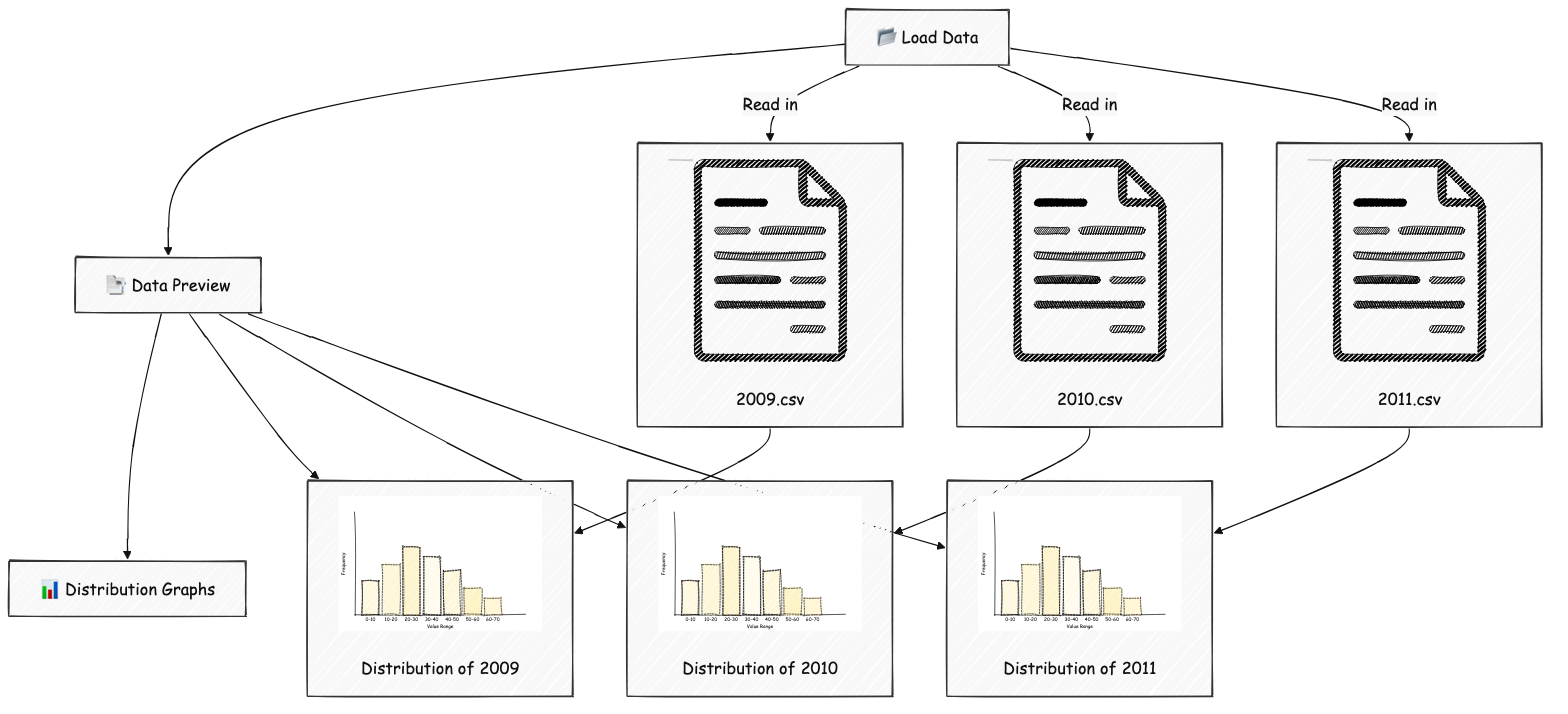 Load Data
Read in
Read in
Read in
Data Preview
2009.csv
2010.csv
2011.csv
Distribution Graphs
Frequency
0-10 10-20 20-30 30-40 40-50 50-60 60-70
Value Range
Distribution of 2009
Frequency
0-10 10-20 20-30 30-40 40-50 50-60 60-70
Value Range
Distribution of 2010
Frequency
0-10 10-20 20-30 30-40 40-50 50-60 60-70
Value Range
Distribution of 2011